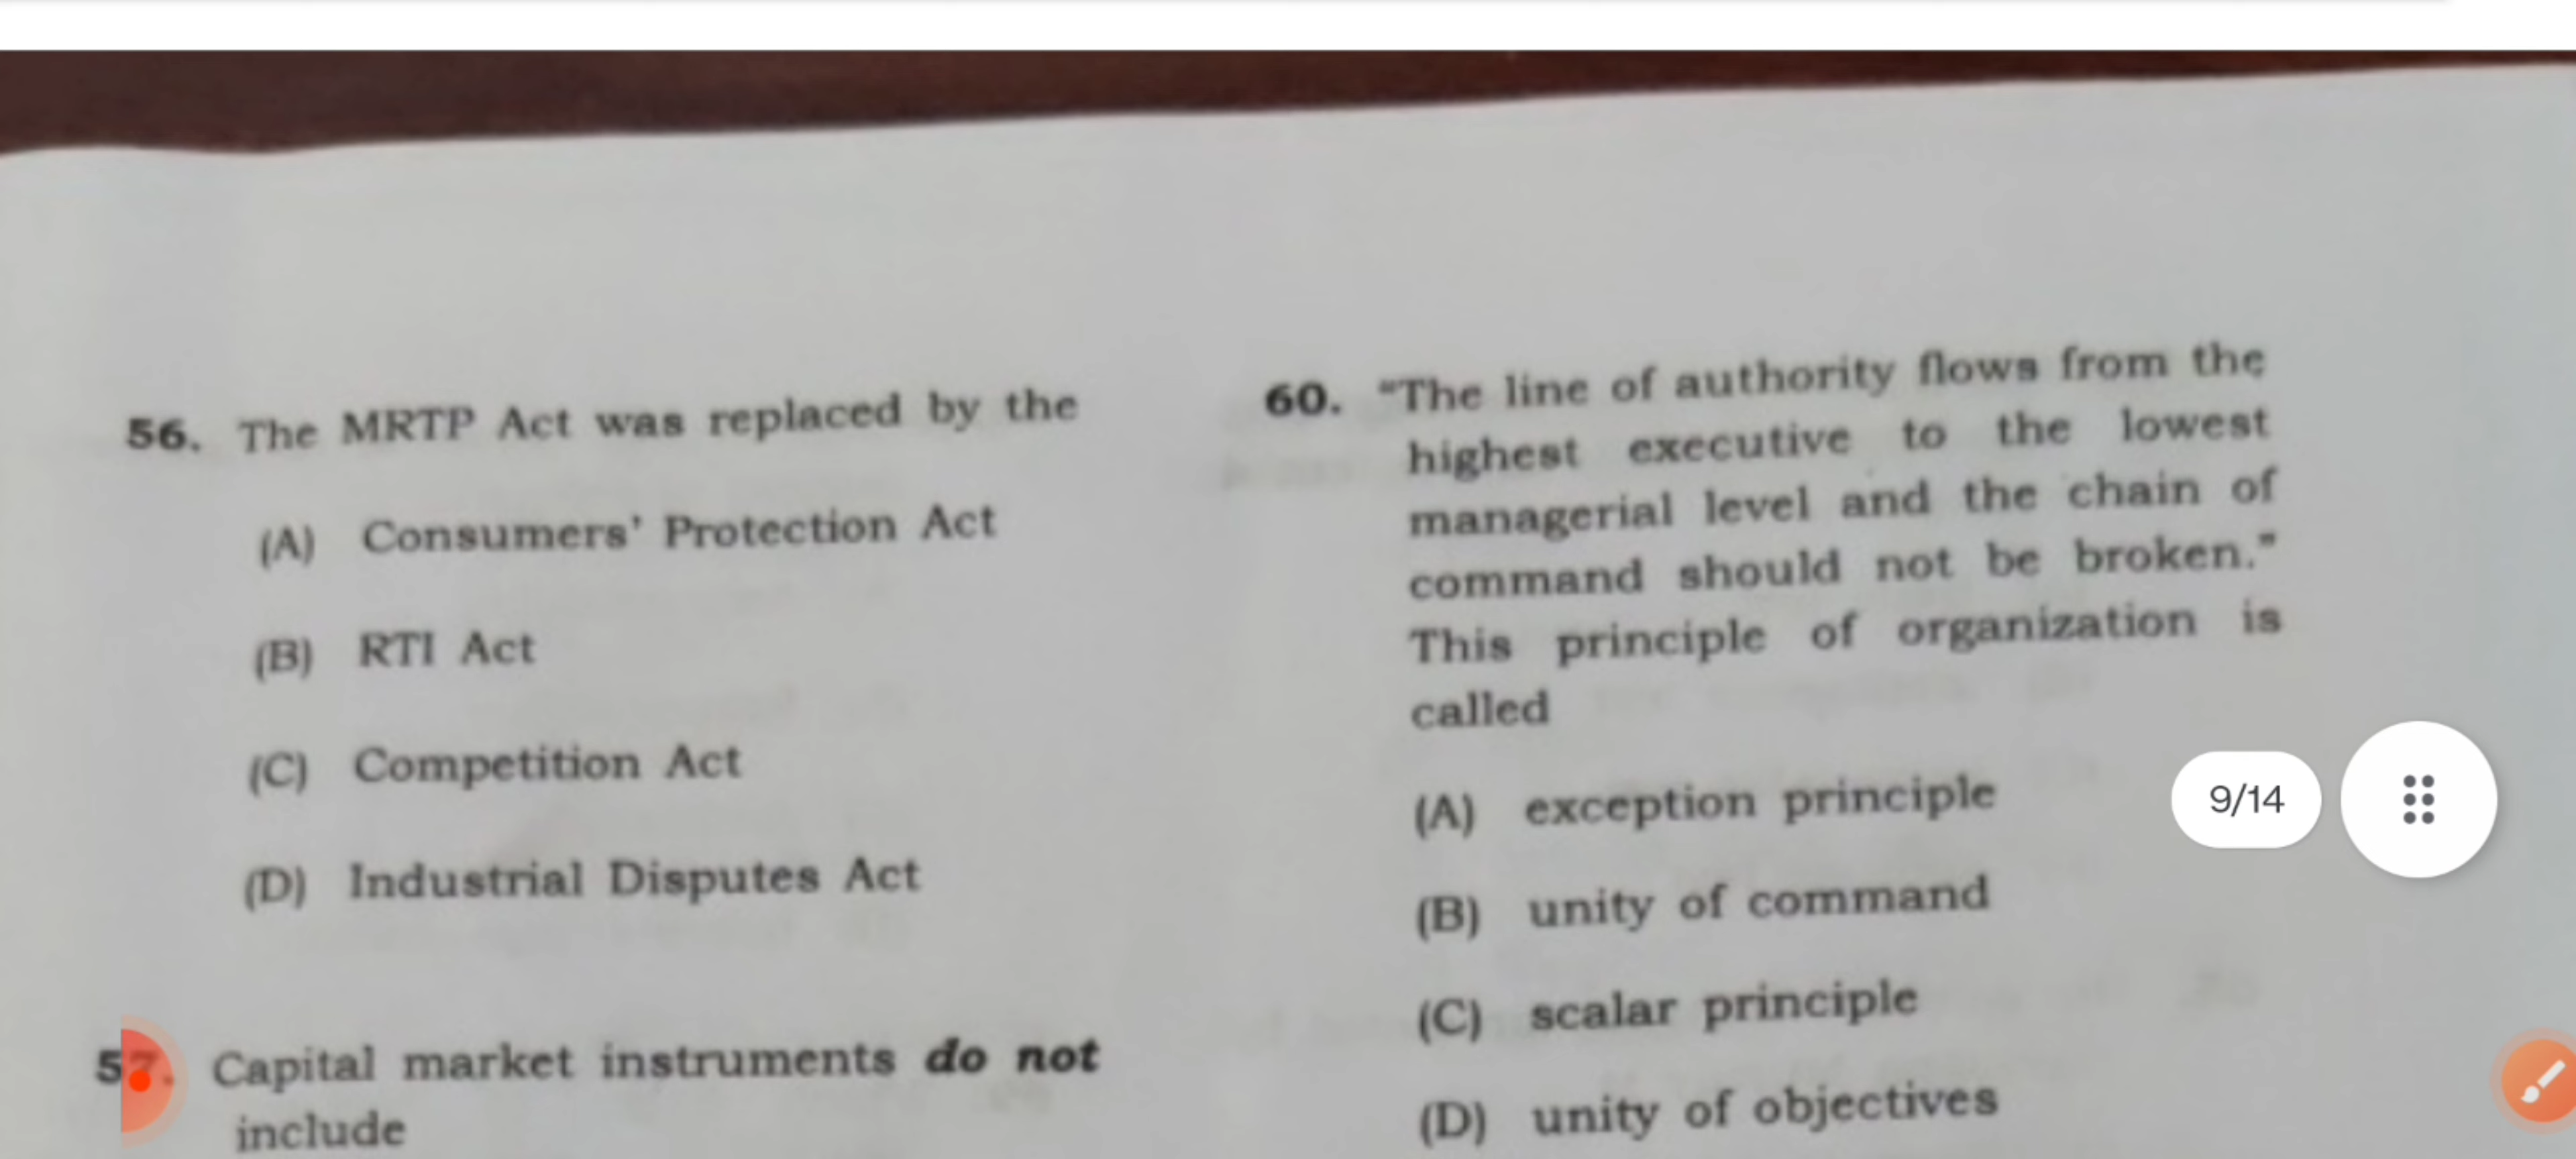 56. The MRTP Act was replaced by the
(A) Consumers' Protection Act
(B) RTI Act
(C) Competition Act
(D) Industrial Disputes Act
57. Capital market instruments do not
include
60. "The line of authority flows from the
highest executive to the lowest
managerial level and the chain of
command should not be broken."
This principle of organization is
called
(A) exception principle
(B) unity of command
(C) scalar principle
(D) unity of objectives
9/14